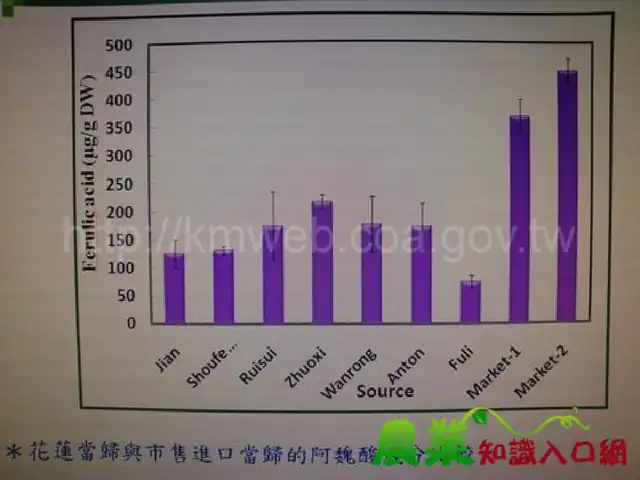 500
450
400
350
300
250
200
150
100
50
0
Ferulic acid (µg/g DW)
Jian
Shoufe...
Ruisui
Zhuoxi
Wanrong
Anton
Fuli
Market-1
Market-2
Source
http://kmweb.coa.gov.tw
*花蓮當歸與市售進口當歸的阿魏酸
農業知識入口網